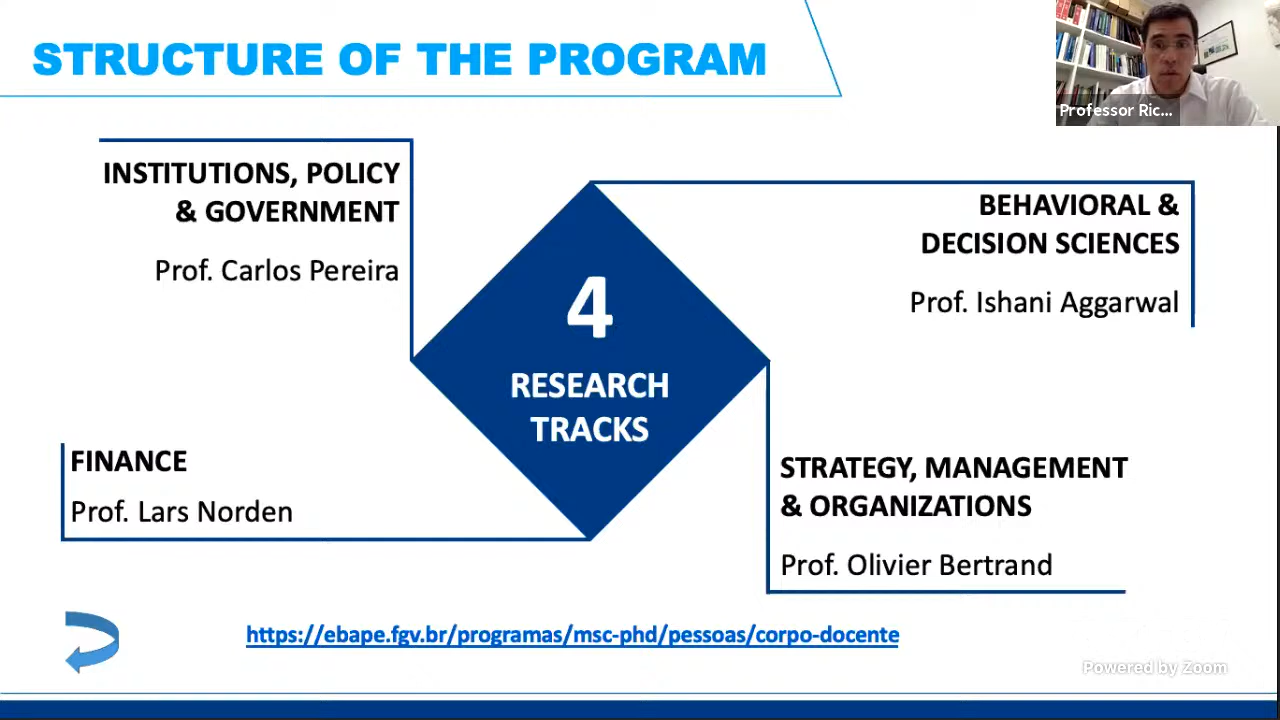 STRUCTURE OF THE PROGRAM
Professor Ric...
INSTITUTIONS, POLICY
& GOVERNMENT
Prof. Carlos Pereira
BEHAVIORAL &
DECISION SCIENCES
Prof. Ishani Aggarwal
4
RESEARCH
TRACKS
FINANCE
Prof. Lars Norden
STRATEGY, MANAGEMENT
& ORGANIZATIONS
Prof. Olivier Bertrand
https://ebape.fgv.br/programas/msc-phd/pessoas/corpo-docente
Powered by Zoom